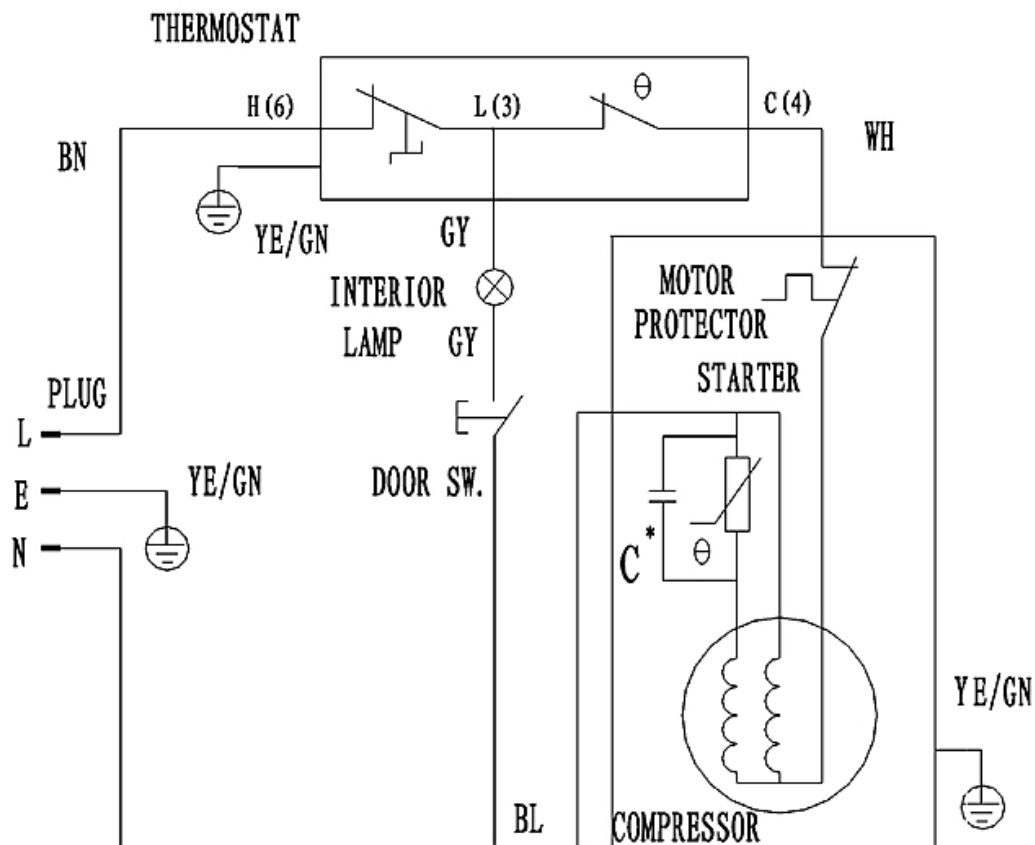 THERMOSTAT
H(6)
L(3)
θ
C(4)
BN
WH
YE/GN
GY
INTERIOR
LAMP
GY
MOTOR
PROTECTOR
STARTER
PLUG
L
E
N
YE/GN
DOOR SW.
C*
θ
YE/GN
BL
COMPRESSOR